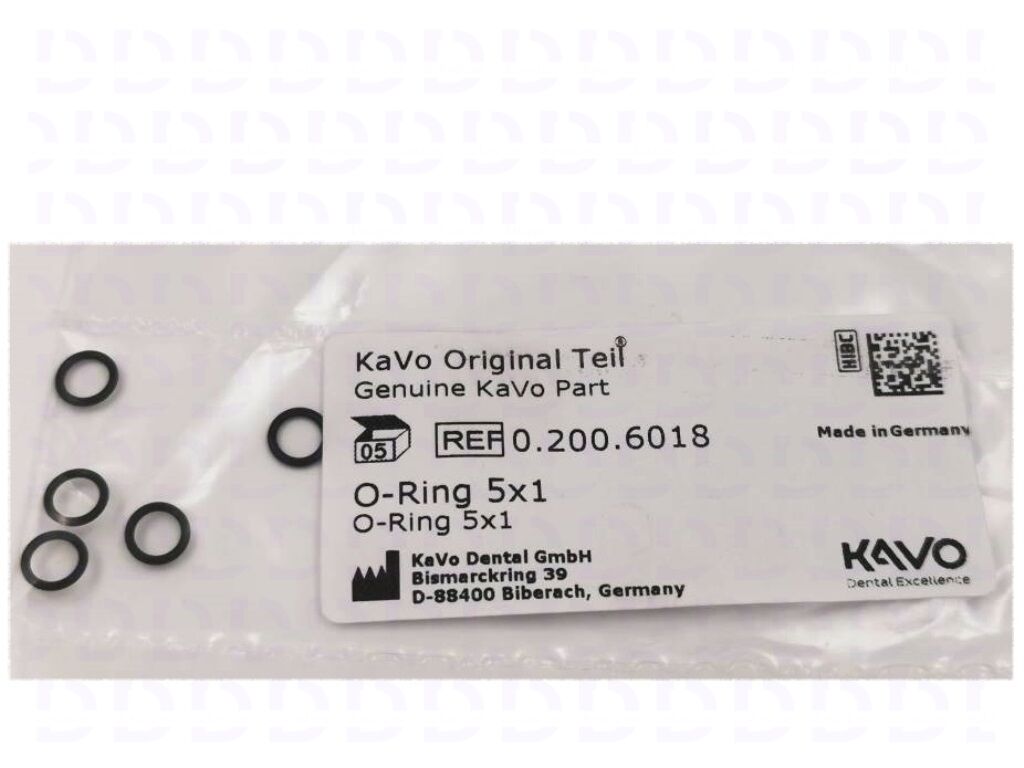 KaVo Original Teil®
Genuine KaVo Part
HIBC
05 REF 0.200.6018
Made in Germany
O-Ring 5x1
O-Ring 5x1
KaVo Dental GmbH
Bismarckring 39
D-88400 Biberach, Germany
KAVO
Dental Excellence